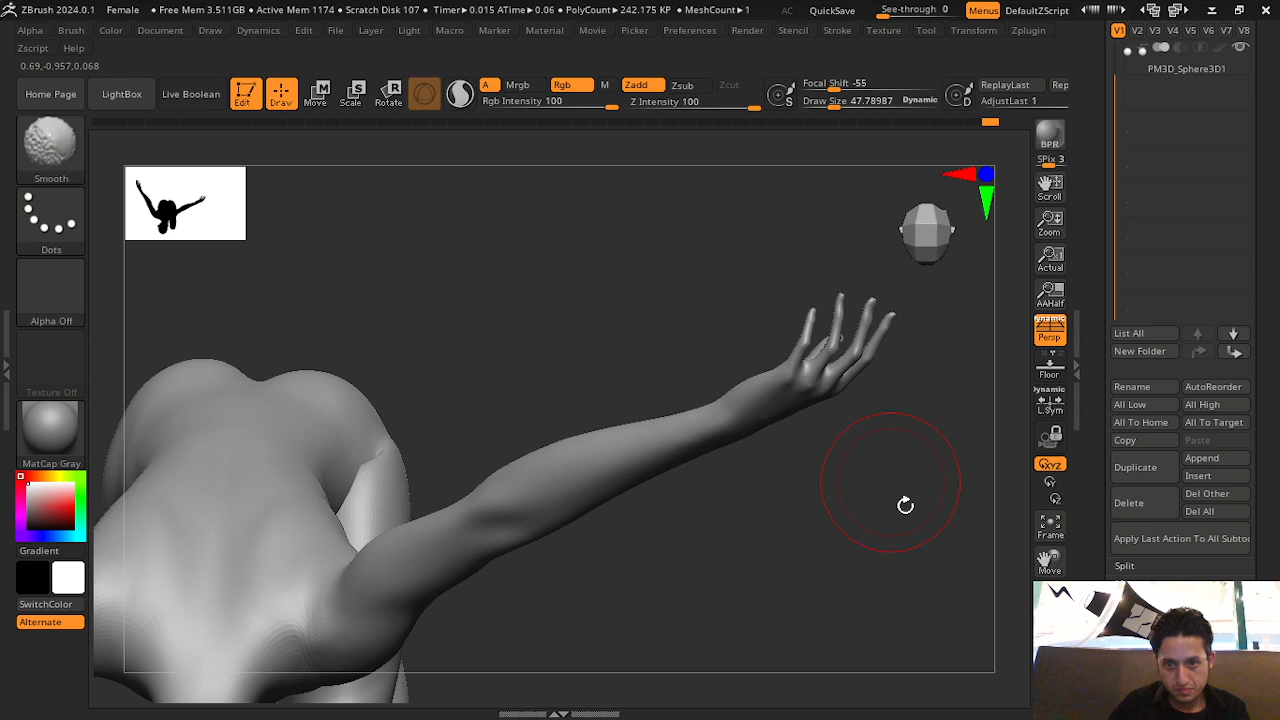 ZBrush 2024.0.1 Female • Free Mem 3.511GB • Active Mem 1174 • Scratch Disk 107 • Timer▸0.015 ATime▸0.06 • PolyCount▸242.175 KP • MeshCount▸1 AC QuickSave See-through 0 Menus DefaultZScript
Alpha Brush Color Document Draw Dynamics Edit File Layer Light Macro Marker Material Movie Picker Preferences Render Stencil Stroke Texture Tool Transform Zplugin
Zscript Help
0.69,-0.957,0.068
Home Page LightBox Live Boolean Edit Draw Move Scale Rotate
A Mrgb Rgb M Zadd Zsub Zcut
Rgb Intensity 100 Z Intensity 100
S Focal Shift -55
Draw Size 47.78987 Dynamic
D ReplayLast Rep
AdjustLast 1
Smooth
Dots
Alpha Off
Texture Off
MatCap Gray
Gradient
SwitchColor
Alternate
BPR
SPix 3
Scroll
Zoom
Actual
AAHalf
Dynamic
Persp
Floor
Dynamic
L.Sym
XYZ
Y
Z
Frame
Move
V1 V2 V3 V4 V5 V6 V7 V8
PM3D_Sphere3D1
List All
New Folder
Rename AutoReorder
All Low All High
All To Home All To Target
Copy Paste
Duplicate Append
Insert
Delete Del Other
Del All
Apply Last Action To All Subtoo
Split